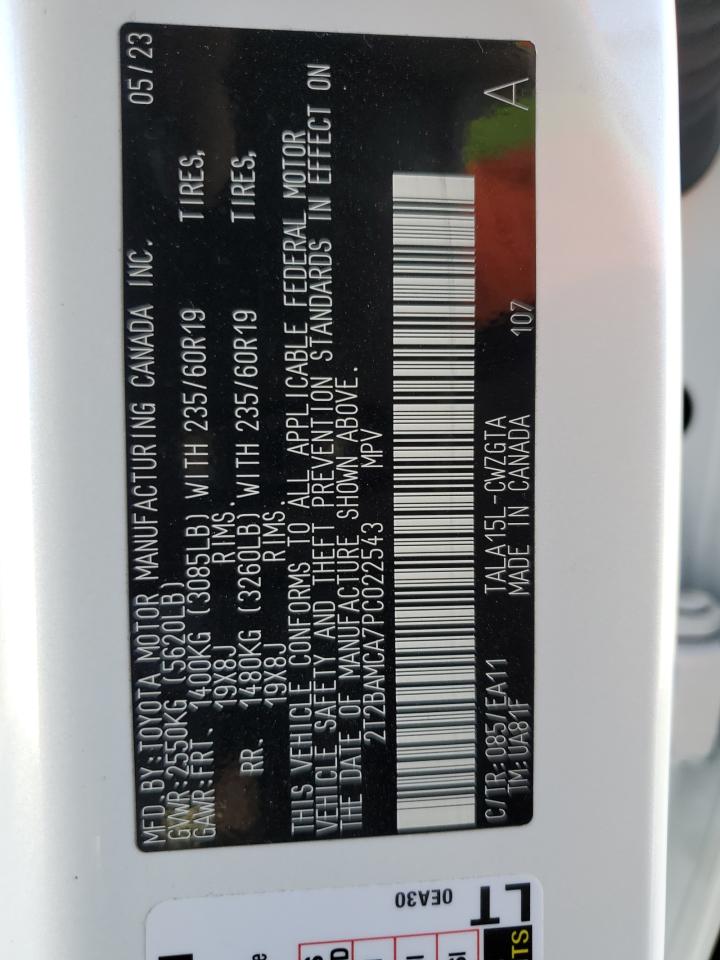 MFD. BY: TOYOTA MOTOR MANUFACTURING CANADA INC. 05/23
GVWR: 2550KG (5620LB)
GAWR: FRT. 1400KG (3085LB) WITH 235/60R19 TIRES,
19X8J RIMS.
RR. 1480KG (3260LB) WITH 235/60R19 TIRES,
19X8J RIMS.
THIS VEHICLE CONFORMS TO ALL APPLICABLE FEDERAL MOTOR
VEHICLE SAFETY AND THEFT PREVENTION STANDARDS IN EFFECT ON
THE DATE OF MANUFACTURE SHOWN ABOVE.
2T2BAMCA7PC022543 MPV
C/TR: 085/EA11 TALA15L-CWZGTA 107 A
TM: UA81F MADE IN CANADA
0EA30
LT